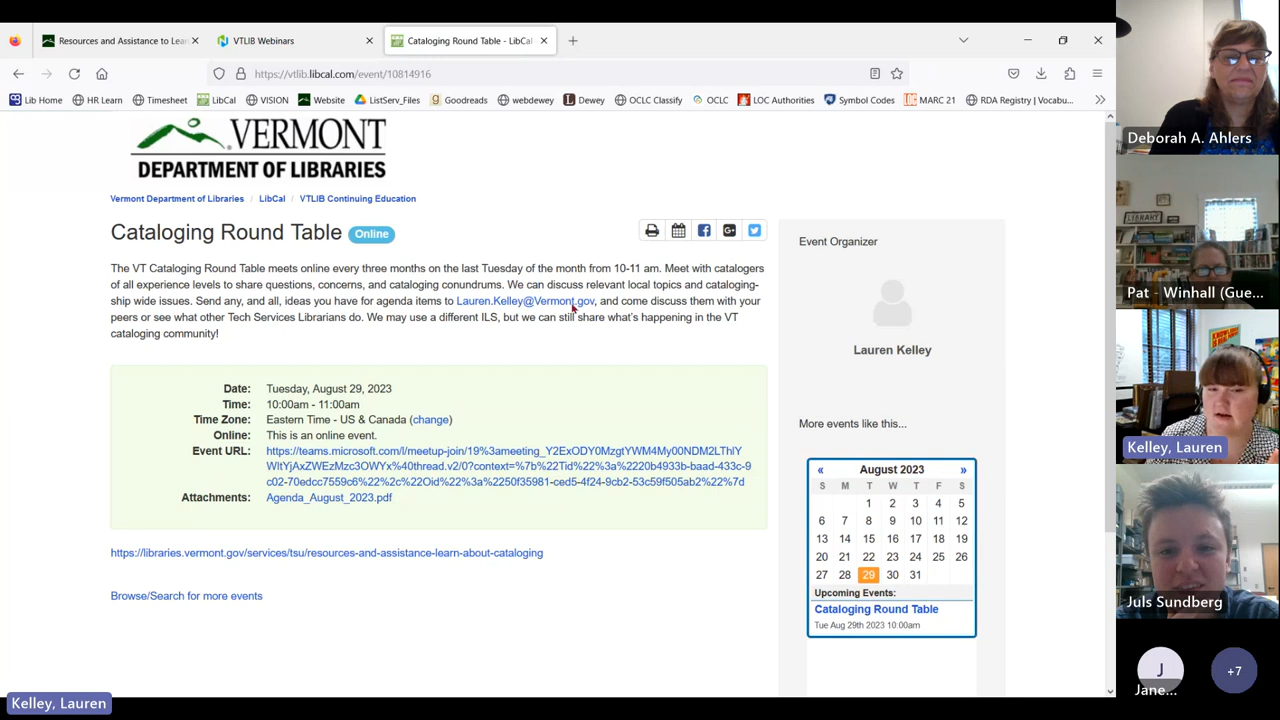 Resources and Assistance to Lear
VTLIB Webinars
Cataloging Round Table - LibCal
https://vtlib.libcal.com/event/10814916
Lib Home
HR Learn
Timesheet
LibCal
VISION
Website
ListServ_Files
Goodreads
webdewey
Dewey
OCLC Classify
OCLC
LOC Authorities
Symbol Codes
MARC 21
RDA Registry | Vocabu...
VERMONT
DEPARTMENT OF LIBRARIES
Vermont Department of Libraries / LibCal / VTLIB Continuing Education
Cataloging Round Table Online
The VT Cataloging Round Table meets online every three months on the last Tuesday of the month from 10-11 am. Meet with catalogers
of all experience levels to share questions, concerns, and cataloging conundrums. We can discuss relevant local topics and cataloging-
ship wide issues. Send any, and all, ideas you have for agenda items to Lauren.Kelley@Vermont.gov, and come discuss them with your
peers or see what other Tech Services Librarians do. We may use a different ILS, but we can still share what's happening in the VT
cataloging community!
Date: Tuesday, August 29, 2023
Time: 10:00am - 11:00am
Time Zone: Eastern Time - US & Canada (change)
Online: This is an online event.
Event URL: https://teams.microsoft.com/l/meetup-join/19%3ameeting_Y2ExODY0MzgtYWM4My00NDM2LThlY
WItYjAxZWEzMzc3OWYx%40thread.v2/0?context=%7b%22Tid%22%3a%2220b4933b-baad-433c-9
c02-70edcc7559c6%22%2c%22Oid%22%3a%2250f35981-ced5-4f24-9cb2-53c59f505ab2%22%7d
Attachments: Agenda_August_2023.pdf
https://libraries.vermont.gov/services/tsu/resources-and-assistance-learn-about-cataloging
Browse/Search for more events
Event Organizer
Lauren Kelley
More events like this...
« August 2023 »
S M T W T F S
1 2 3 4 5
6 7 8 9 10 11 12
13 14 15 16 17 18 19
20 21 22 23 24 25 26
27 28 29 30 31
Upcoming Events:
Cataloging Round Table
Tue Aug 29th 2023 10:00am
Deborah A. Ahlers
LIBRARY
Pat - Winhall (Gue...
Kelley, Lauren
Juls Sundberg
J
Jane...
+7
Kelley, Lauren